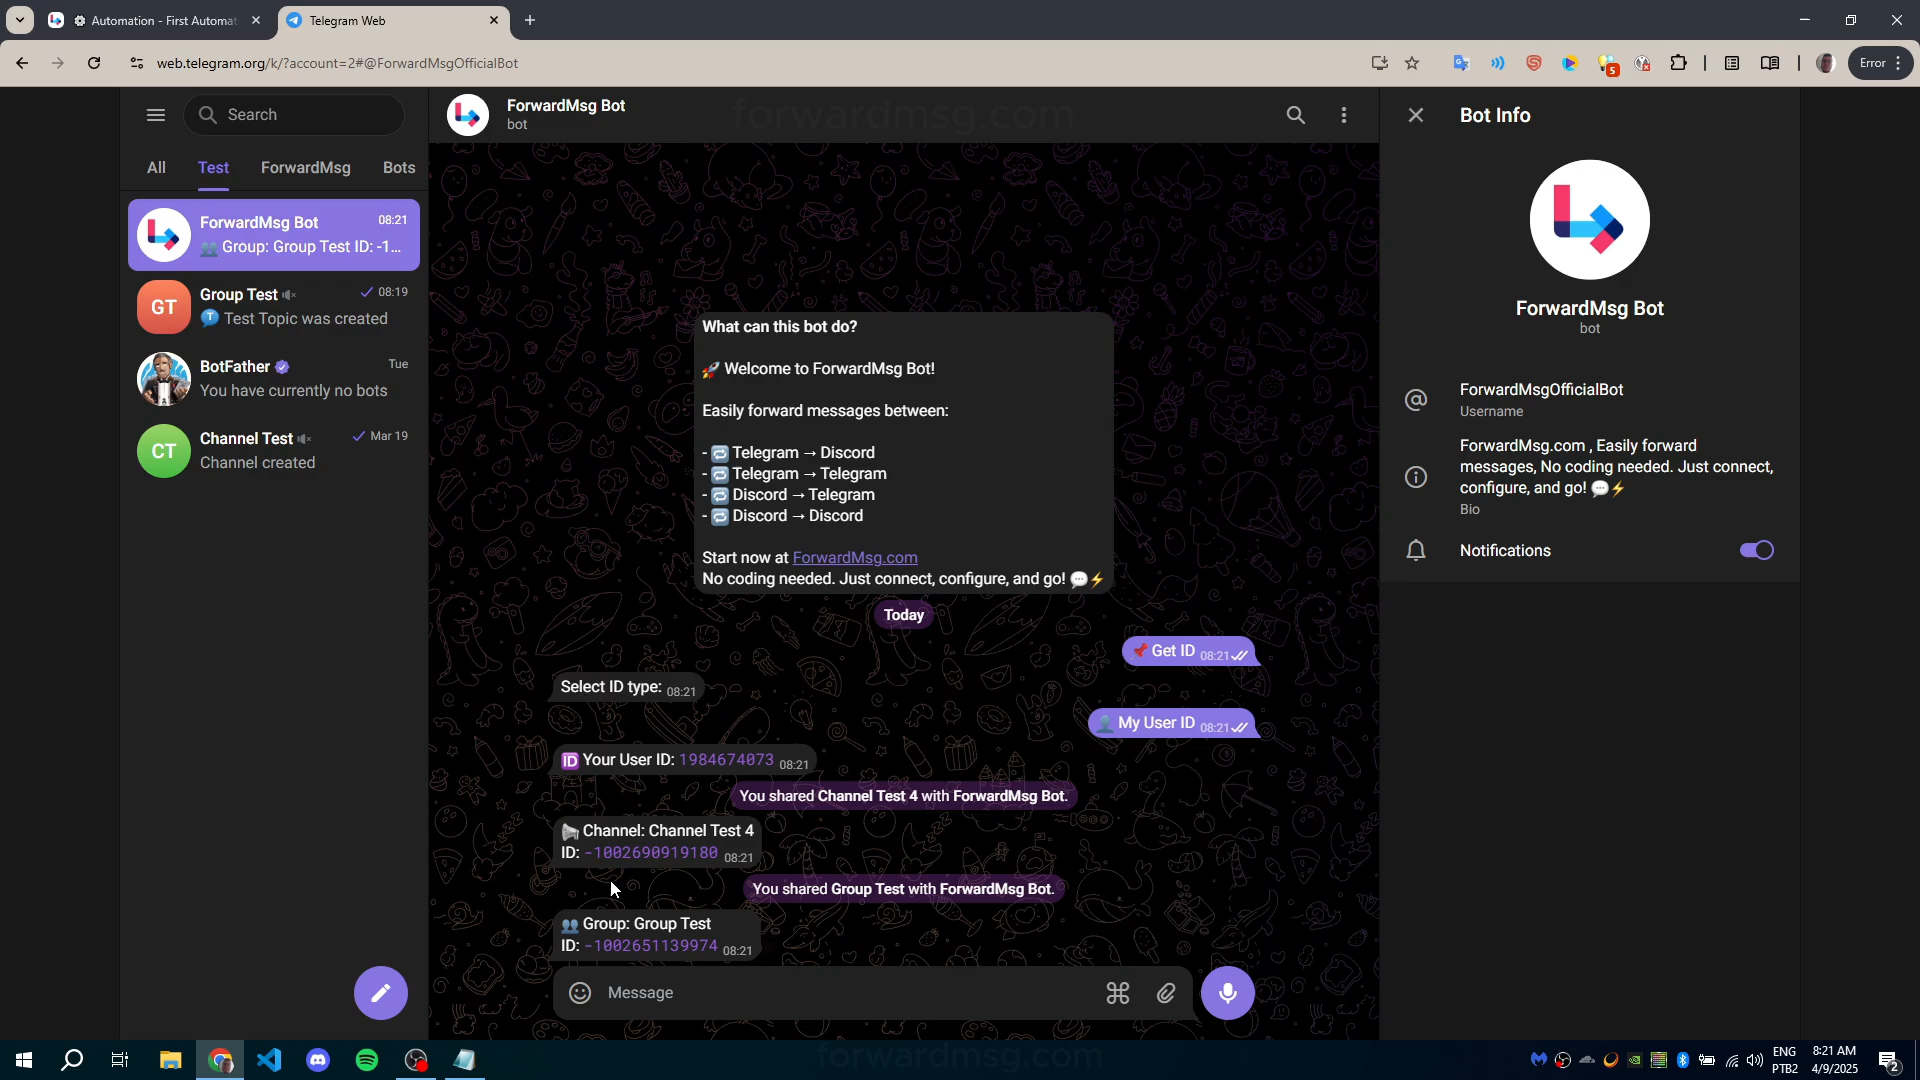 Automation - First Automat
Telegram Web
web.telegram.org/k/?account=2#@ForwardMsgOfficialBot
5
Error
Search
All
Test
ForwardMsg
Bots
ForwardMsg Bot
08:21
👥 Group: Group Test ID: -1...
GT
Group Test
08:19
T
Test Topic was created
BotFather
Tue
You have currently no bots
CT
Channel Test
Mar 19
Channel created
ForwardMsg Bot
bot
forwardmsg.com
What can this bot do?
🚀 Welcome to ForwardMsg Bot!
Easily forward messages between:
- 🔁 Telegram → Discord
- 🔁 Telegram → Telegram
- 🔁 Discord → Telegram
- 🔁 Discord → Discord
Start now at ForwardMsg.com
No coding needed. Just connect, configure, and go! 💬⚡
Today
📌 Get ID 08:21
Select ID type: 08:21
👤 My User ID 08:21
🆔 Your User ID: 1984674073 08:21
You shared Channel Test 4 with ForwardMsg Bot.
📢 Channel: Channel Test 4
ID: -1002690919180 08:21
You shared Group Test with ForwardMsg Bot.
👥 Group: Group Test
ID: -1002651139974 08:21
Message
Bot Info
ForwardMsg Bot
bot
ForwardMsgOfficialBot
Username
ForwardMsg.com , Easily forward
messages, No coding needed. Just connect,
configure, and go! 💬⚡
Bio
Notifications
forwardmsg.com
ENG
PTB2
8:21 AM
4/9/2025
2